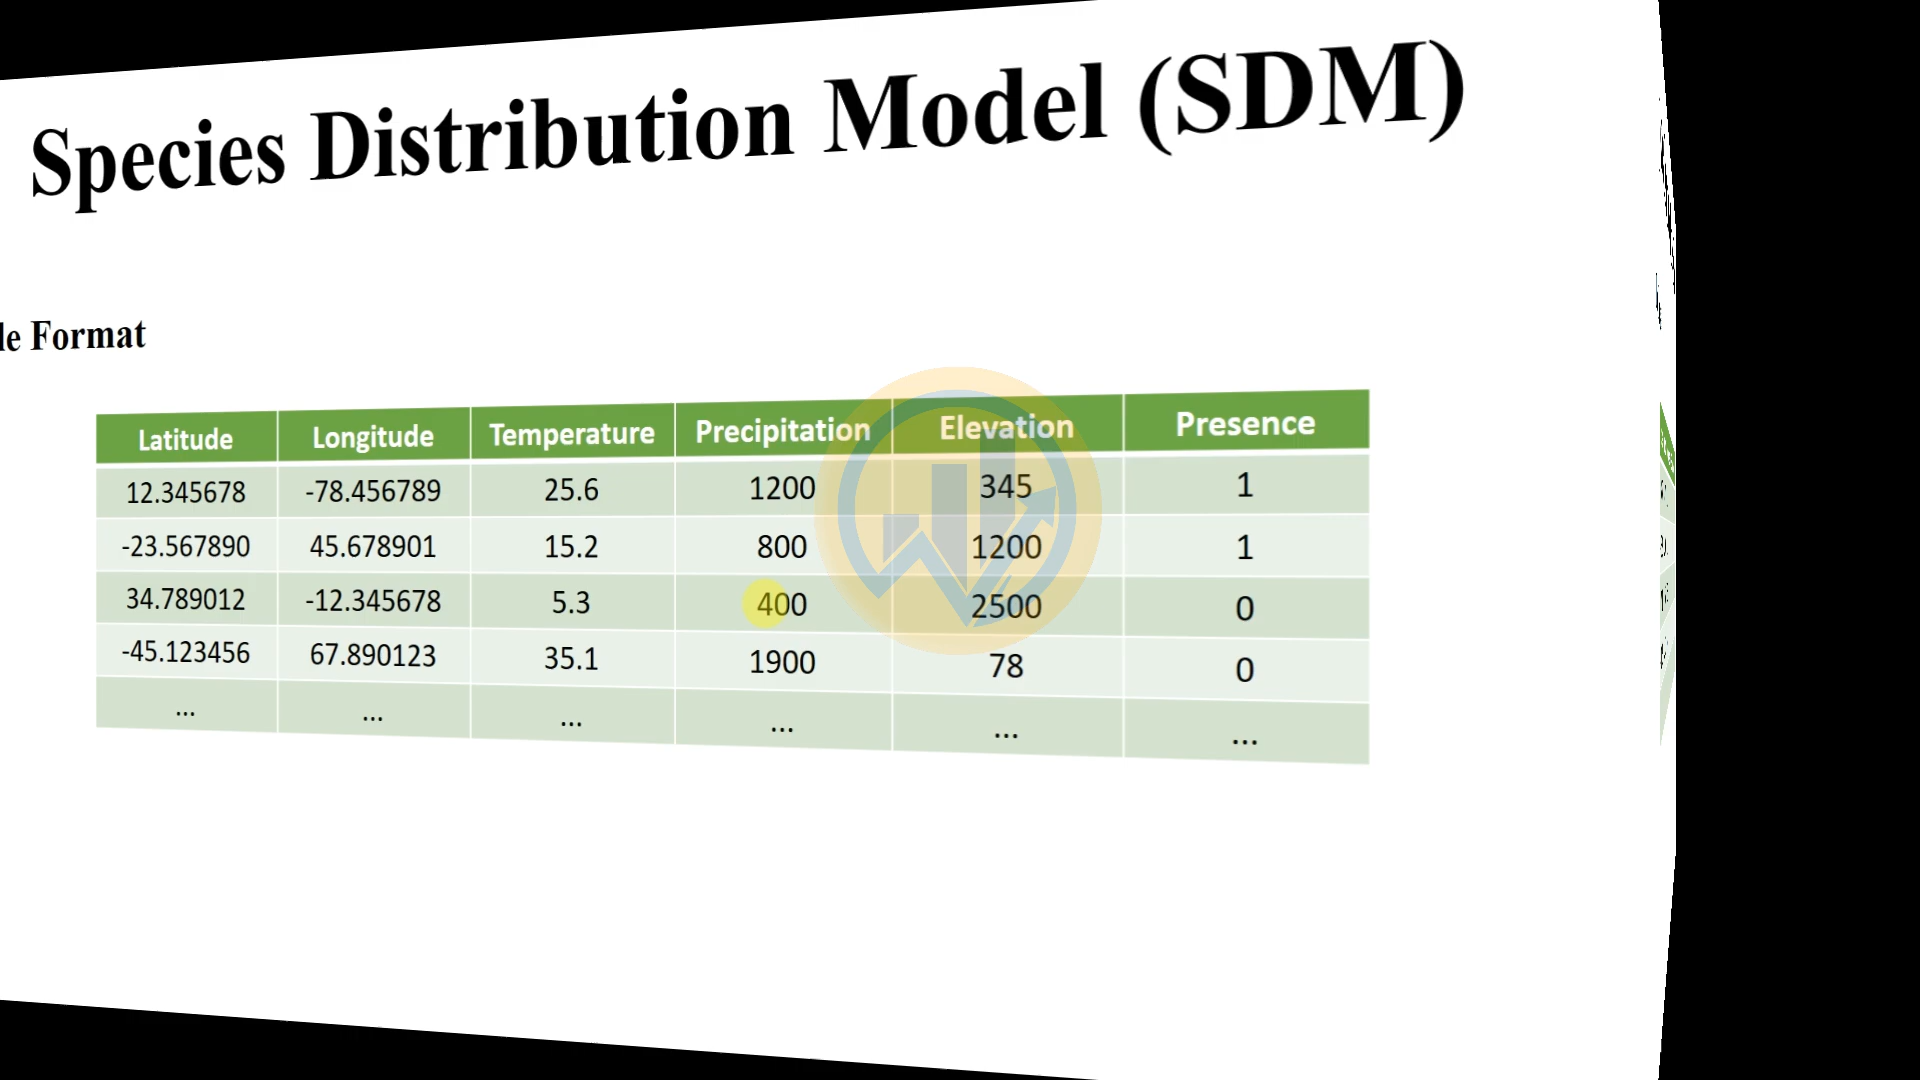 Species Distribution Model (SDM)
Format
Latitude Longitude Temperature Precipitation Elevation Presence
12.345678 -78.456789 25.6 1200 345 1
-23.567890 45.678901 15.2 800 1200 1
34.789012 -12.345678 5.3 400 2500 0
-45.123456 67.890123 35.1 1900 78 0
... ... ... ... ... ...